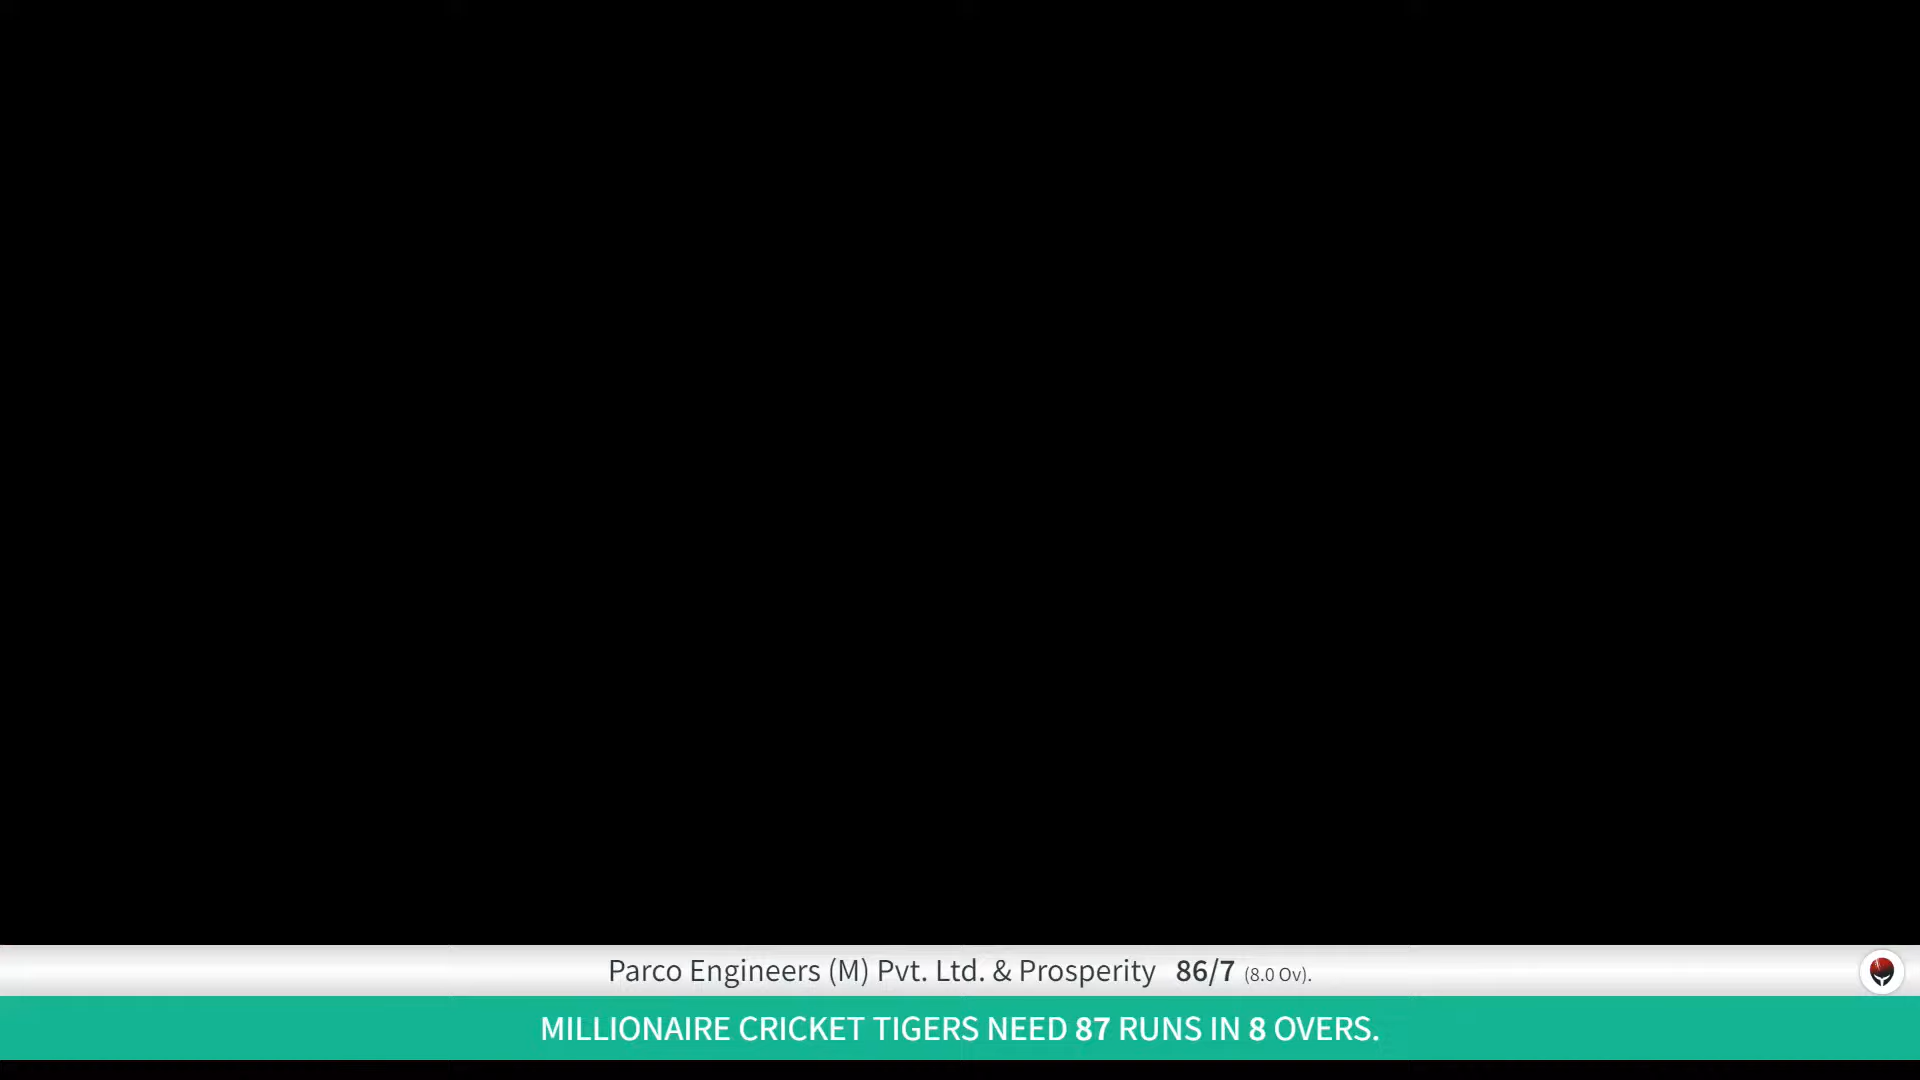 Parco Engineers (M) Pvt. Ltd. & Prosperity 86/7 (8.0 Ov).
MILLIONAIRE CRICKET TIGERS NEED 87 RUNS IN 8 OVERS.